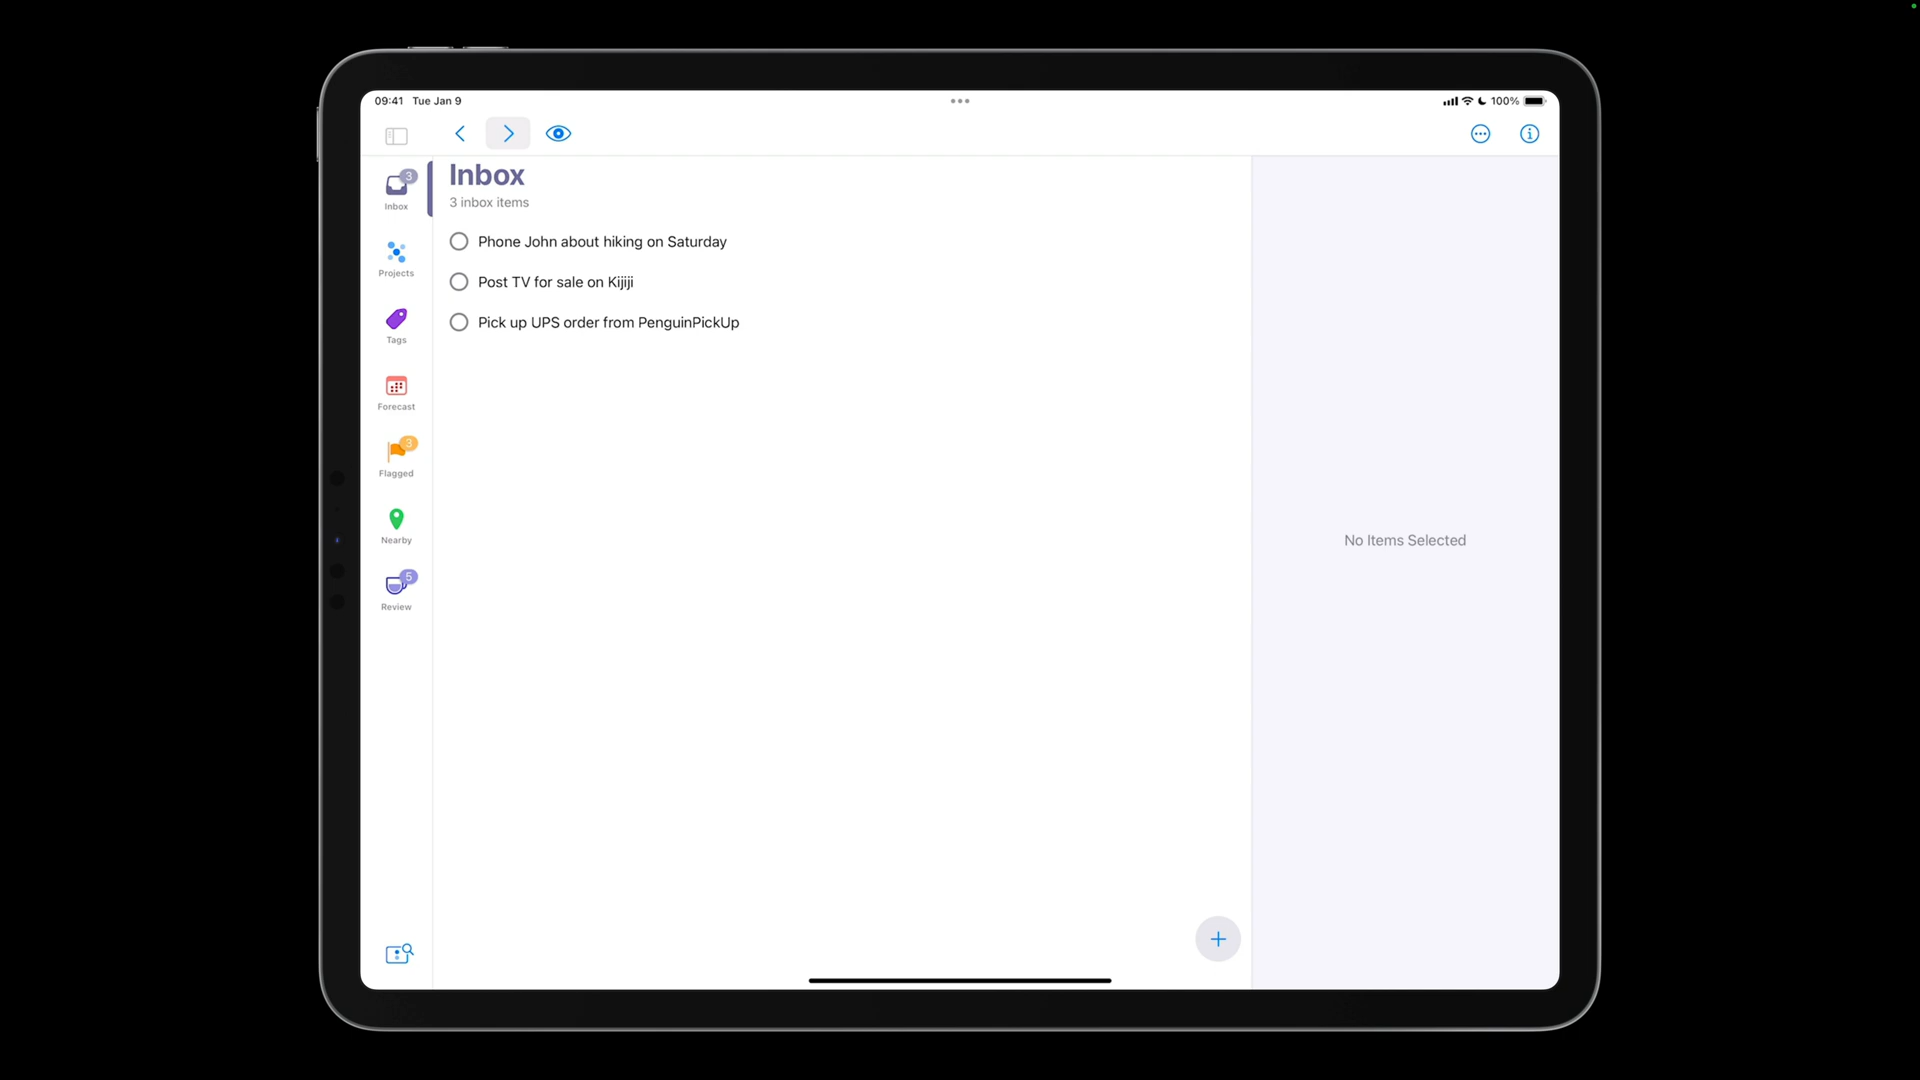 09:41 Tue Jan 9
100%
3
Inbox
Projects
Tags
Forecast
3
Flagged
Nearby
5
Review
Inbox
3 inbox items
Phone John about hiking on Saturday
Post TV for sale on Kijiji
Pick up UPS order from PenguinPickUp
No Items Selected